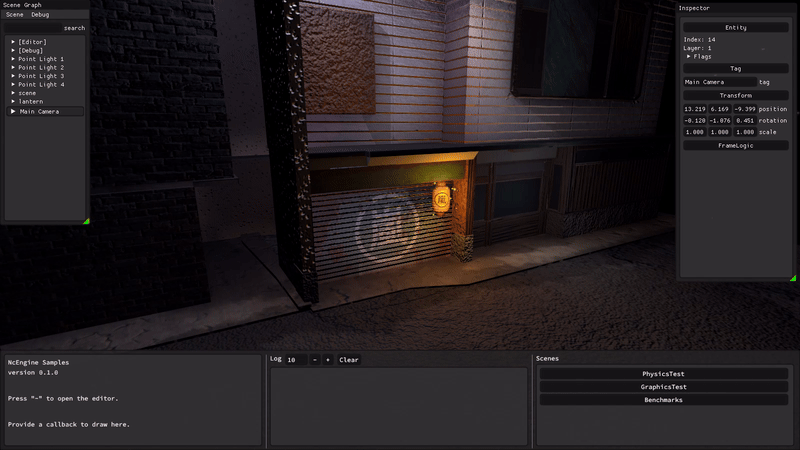 Scene Graph
Scene Debug
search
[Editor]
[Debug]
Point Light 1
Point Light 2
Point Light 3
Point Light 4
scene
lantern
Main Camera
Inspector
Entity
Index: 14
Layer: 1
Flags
Tag
Main Camera tag
Transform
13.219 6.169 -9.399 position
-0.120 -1.076 0.451 rotation
1.000 1.000 1.000 scale
FrameLogic
NcEngine Samples
version 0.1.0
Press "~" to open the editor.
Provide a callback to draw here.
Log 10 - + Clear
Scenes
PhysicsTest
GraphicsTest
Benchmarks